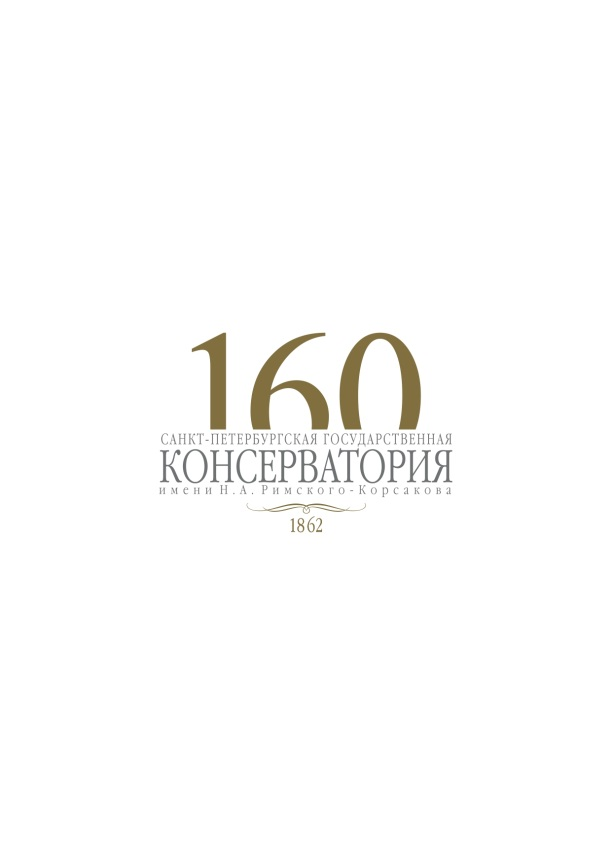 160
САНКТ-ПЕТЕРБУРГСКАЯ ГОСУДАРСТВЕННАЯ
КОНСЕРВАТОРИЯ
имени Н.А. Римского-Корсакова
1862